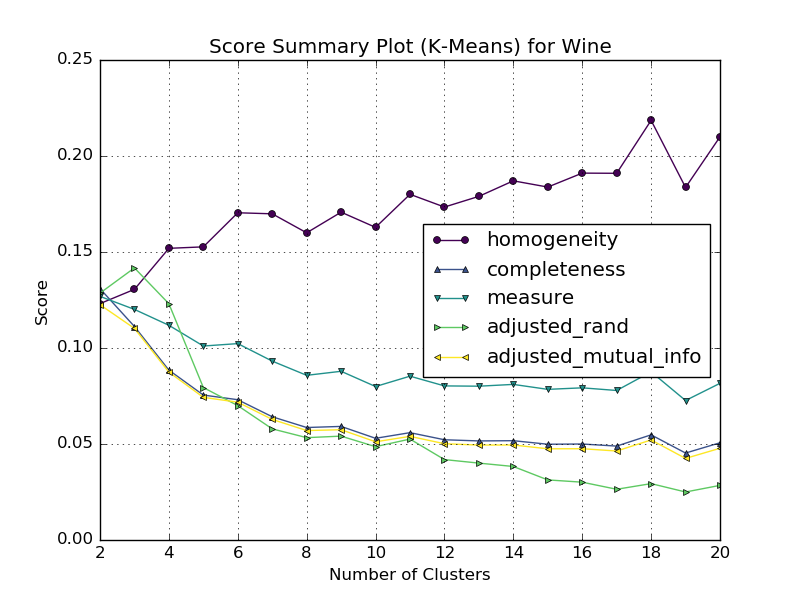 Score Summary Plot (K-Means) for Wine
0.25
0.20
0.15
0.10
0.05
0.00
Score
homogeneity
completeness
measure
adjusted_rand
adjusted_mutual_info
2 4 6 8 10 12 14 16 18 20
Number of Clusters